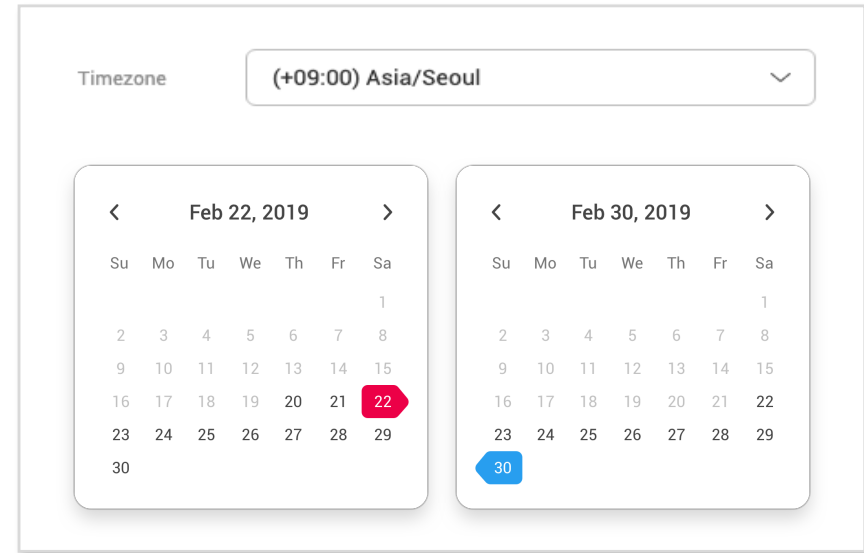 Timezone (+09:00) Asia/Seoul
Feb 22, 2019
Su Mo Tu We Th Fr Sa
1
2 3 4 5 6 7 8
9 10 11 12 13 14 15
16 17 18 19 20 21 22
23 24 25 26 27 28 29
30
Feb 30, 2019
Su Mo Tu We Th Fr Sa
1
2 3 4 5 6 7 8
9 10 11 12 13 14 15
16 17 18 19 20 21 22
23 24 25 26 27 28 29
30